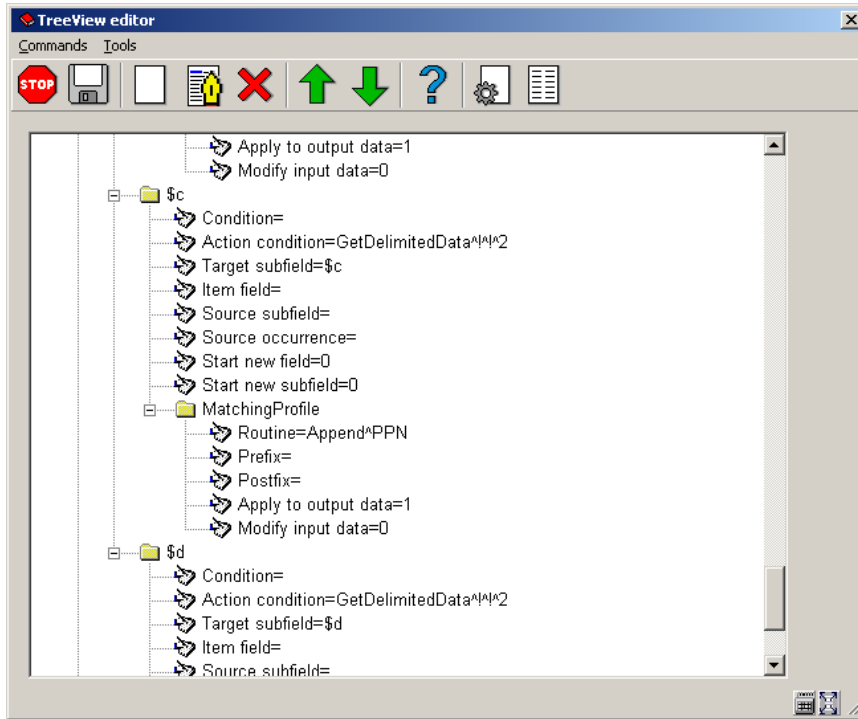 TreeView editor
Commands Tools
STOP
Apply to output data=1
Modify input data=0
$c
Condition=
Action condition=GetDelimitedData^!^!^2
Target subfield=$c
Item field=
Source subfield=
Source occurrence=
Start new field=0
Start new subfield=0
MatchingProfile
Routine=Append^PPN
Prefix=
Postfix=
Apply to output data=1
Modify input data=0
$d
Condition=
Action condition=GetDelimitedData^!^!^2
Target subfield=$d
Item field=
Source subfield=